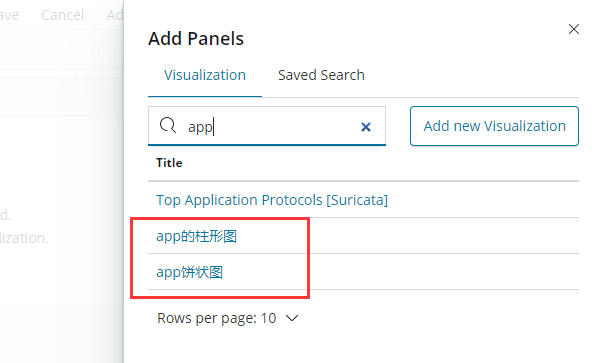 ave Cancel Ad
Add Panels
Visualization Saved Search
app
Add new Visualization
Title
d.
Top Application Protocols [Suricata]
lization.
app的柱形图
app饼状图
Rows per page: 10